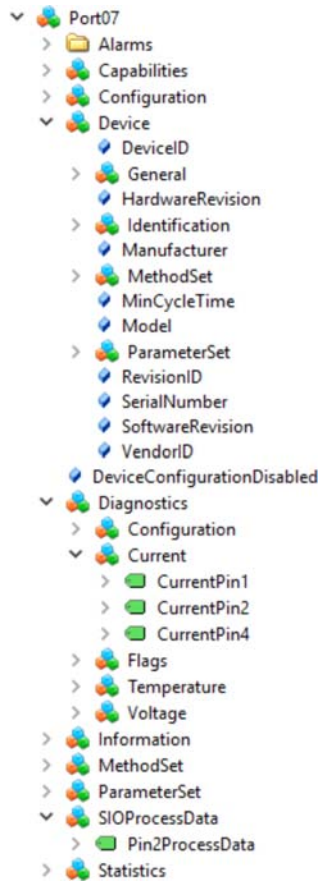 Port07
Alarms
Capabilities
Configuration
Device
DeviceID
General
HardwareRevision
Identification
Manufacturer
MethodSet
MinCycleTime
Model
ParameterSet
RevisionID
SerialNumber
SoftwareRevision
VendorID
DeviceConfigurationDisabled
Diagnostics
Configuration
Current
CurrentPin1
CurrentPin2
CurrentPin4
Flags
Temperature
Voltage
Information
MethodSet
ParameterSet
SIOProcessData
Pin2ProcessData
Statistics